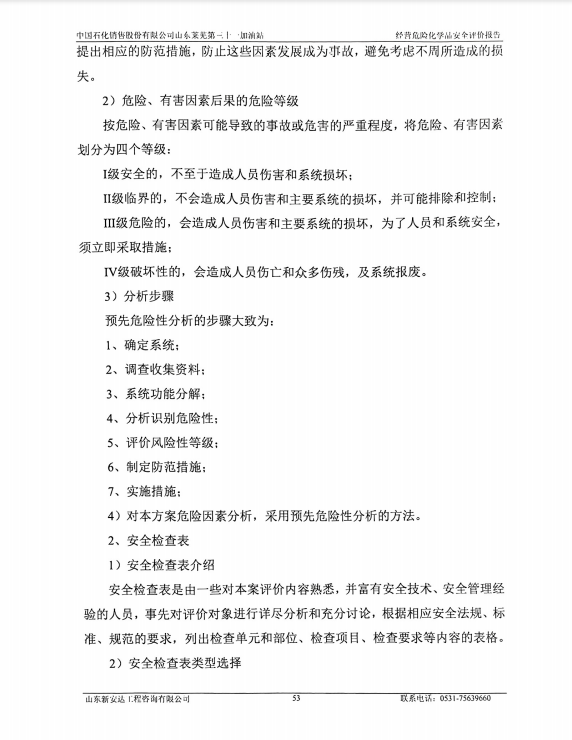 中国石化销售股份有限公司山东莱芜第三十一加油站 经营危险化学品安全评价报告
提出相应的防范措施，防止这些因素发展成为事故，避免考虑不周所造成的损
失。
2）危险、有害因素后果的危险等级
按危险、有害因素可能导致的事故或危害的严重程度，将危险、有害因素
划分为四个等级：
I级安全的，不至于造成人员伤害和系统损坏；
II级临界的，不会造成人员伤害和主要系统的损坏，并可能排除和控制；
III级危险的，会造成人员伤害和主要系统的损坏，为了人员和系统安全，
须立即采取措施；
IV级破坏性的，会造成人员伤亡和众多伤残，及系统报废。
3）分析步骤
预先危险性分析的步骤大致为：
1、确定系统；
2、调查收集资料；
3、系统功能分解；
4、分析识别危险性；
5、评价风险性等级；
6、制定防范措施；
7、实施措施；
4）对本方案危险因素分析，采用预先危险性分析的方法。
2、安全检查表
1）安全检查表介绍
安全检查表是由一些对本案评价内容熟悉，并富有安全技术、安全管理经
验的人员，事先对评价对象进行详尽分析和充分讨论，根据相应安全法规、标
准、规范的要求，列出检查单元和部位、检查项目、检查要求等内容的表格。
2）安全检查表类型选择
山东新安达工程咨询有限公司 53 联系电话：0531-75639660